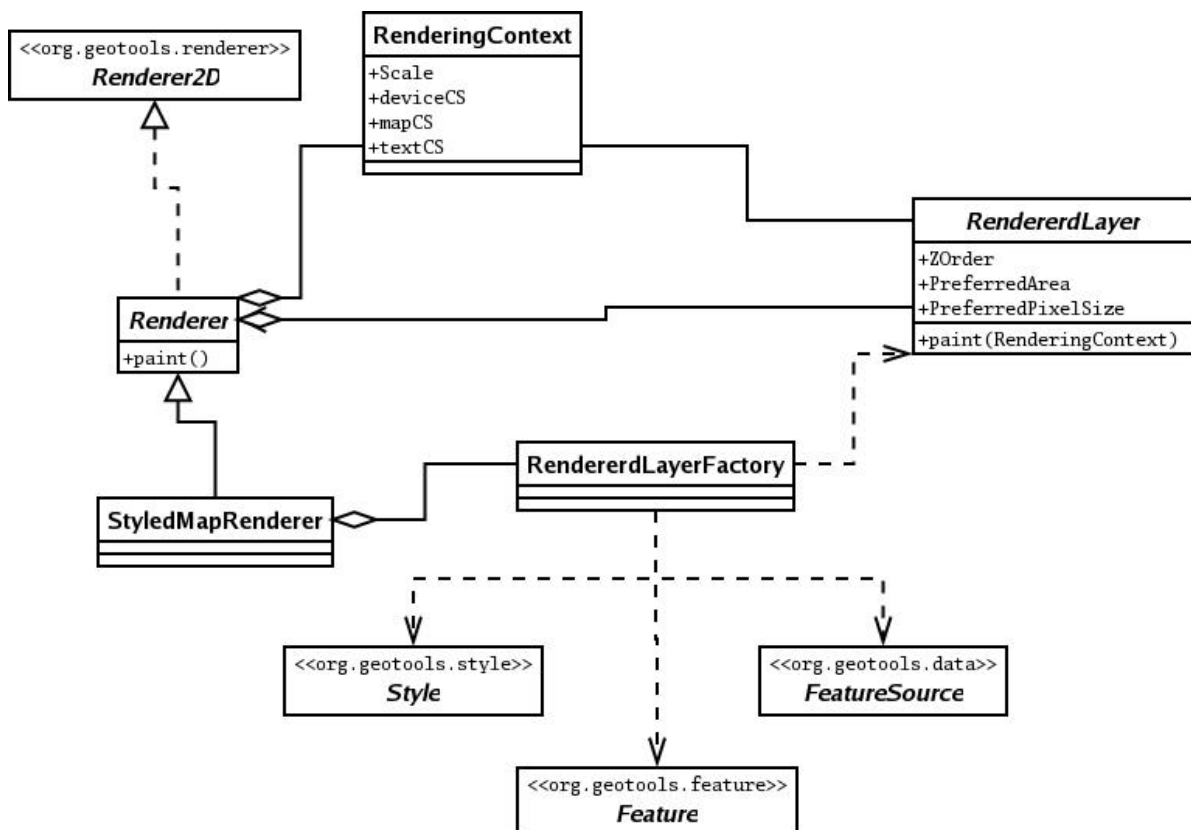 <<org.geotools.renderer>>
Renderer2D
RenderingContext
+Scale
+deviceCS
+mapCS
+textCS
RendererdLayer
+ZOrder
+PreferredArea
+PreferredPixelSize
+paint(RenderingContext)
Renderer
+paint()
RendererdLayerFactory
StyledMapRenderer
<<org.geotools.style>>
Style
<<org.geotools.data>>
FeatureSource
<<org.geotools.feature>>
Feature